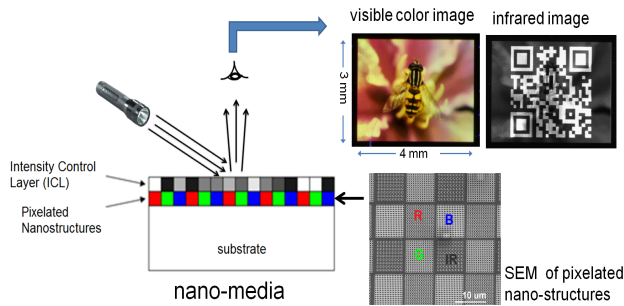 visible color image
infrared image
3 mm
4 mm
Intensity Control
Layer (ICL)
Pixelated
Nanostructures
substrate
nano-media
R
B
G
IR
10 um
SEM of pixelated
nano-structures